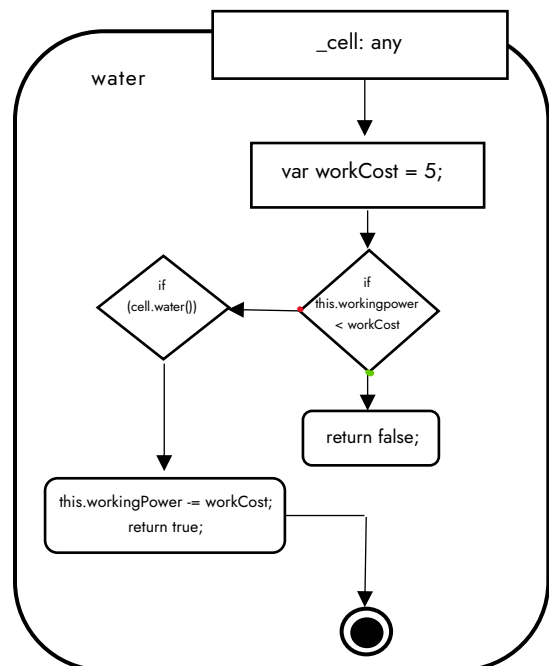 _cell: any
water
var workCost = 5;
if
this.workingpower
< workCost
if
(cell.water())
return false;
this.workingPower -= workCost;
return true;